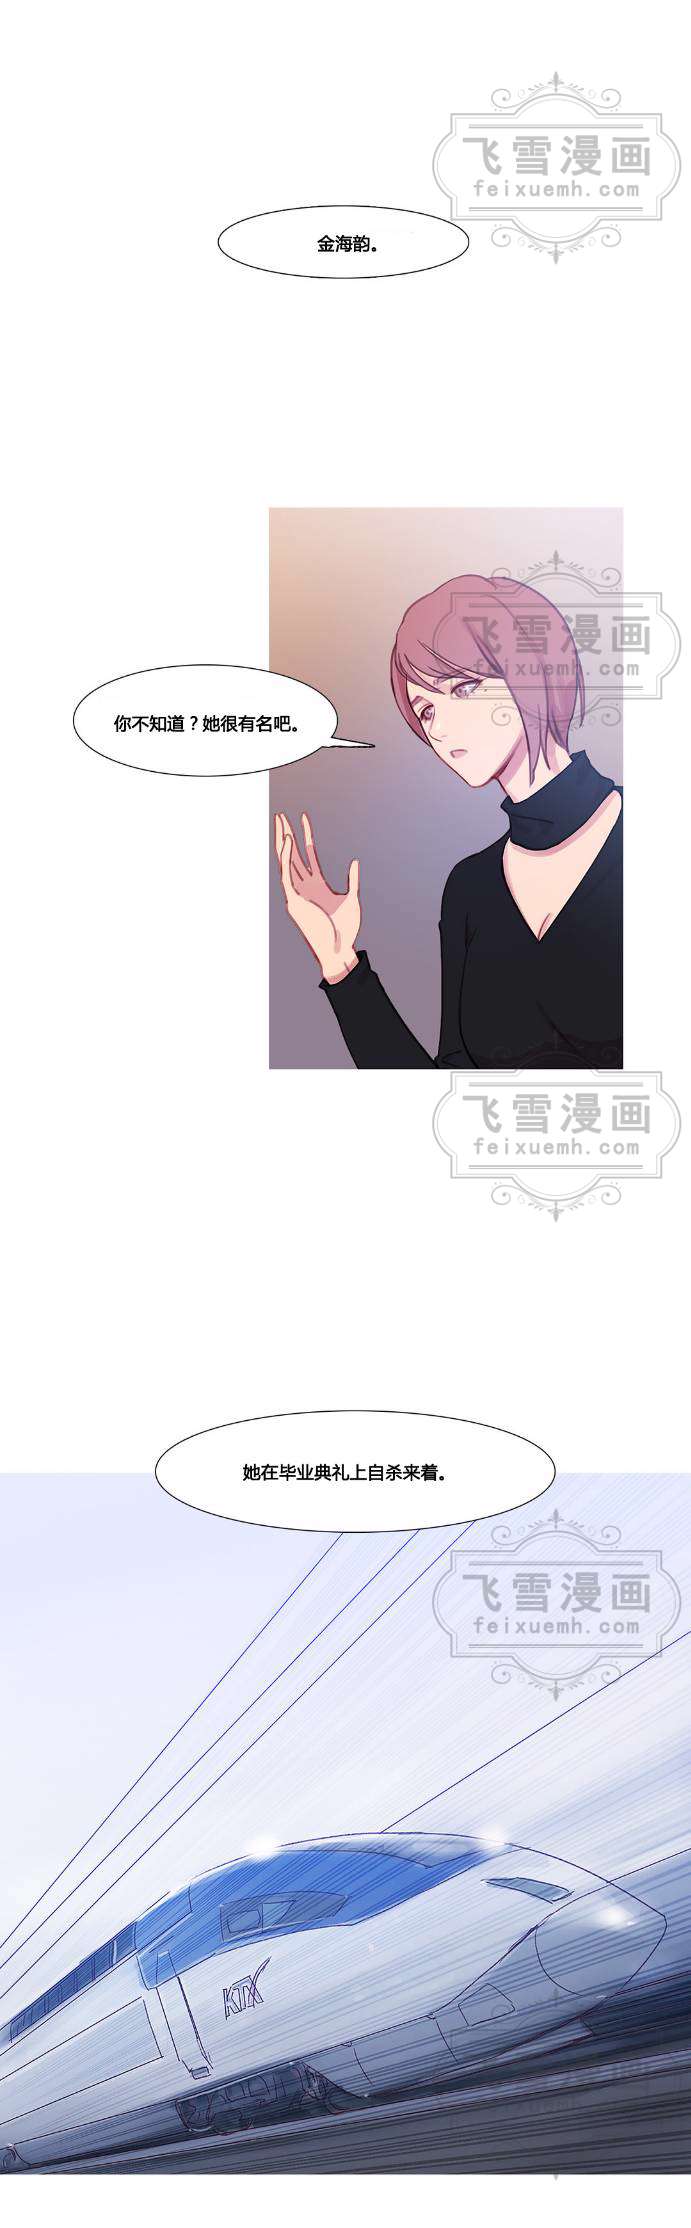 飞雪漫画
feixuemh.com
金海韵。
飞雪漫画
feixuemh.com
你不知道？她很有名吧。
飞雪漫画
feixuemh.com
她在毕业典礼上自杀来着。
飞雪漫画
feixuemh.com
KTX